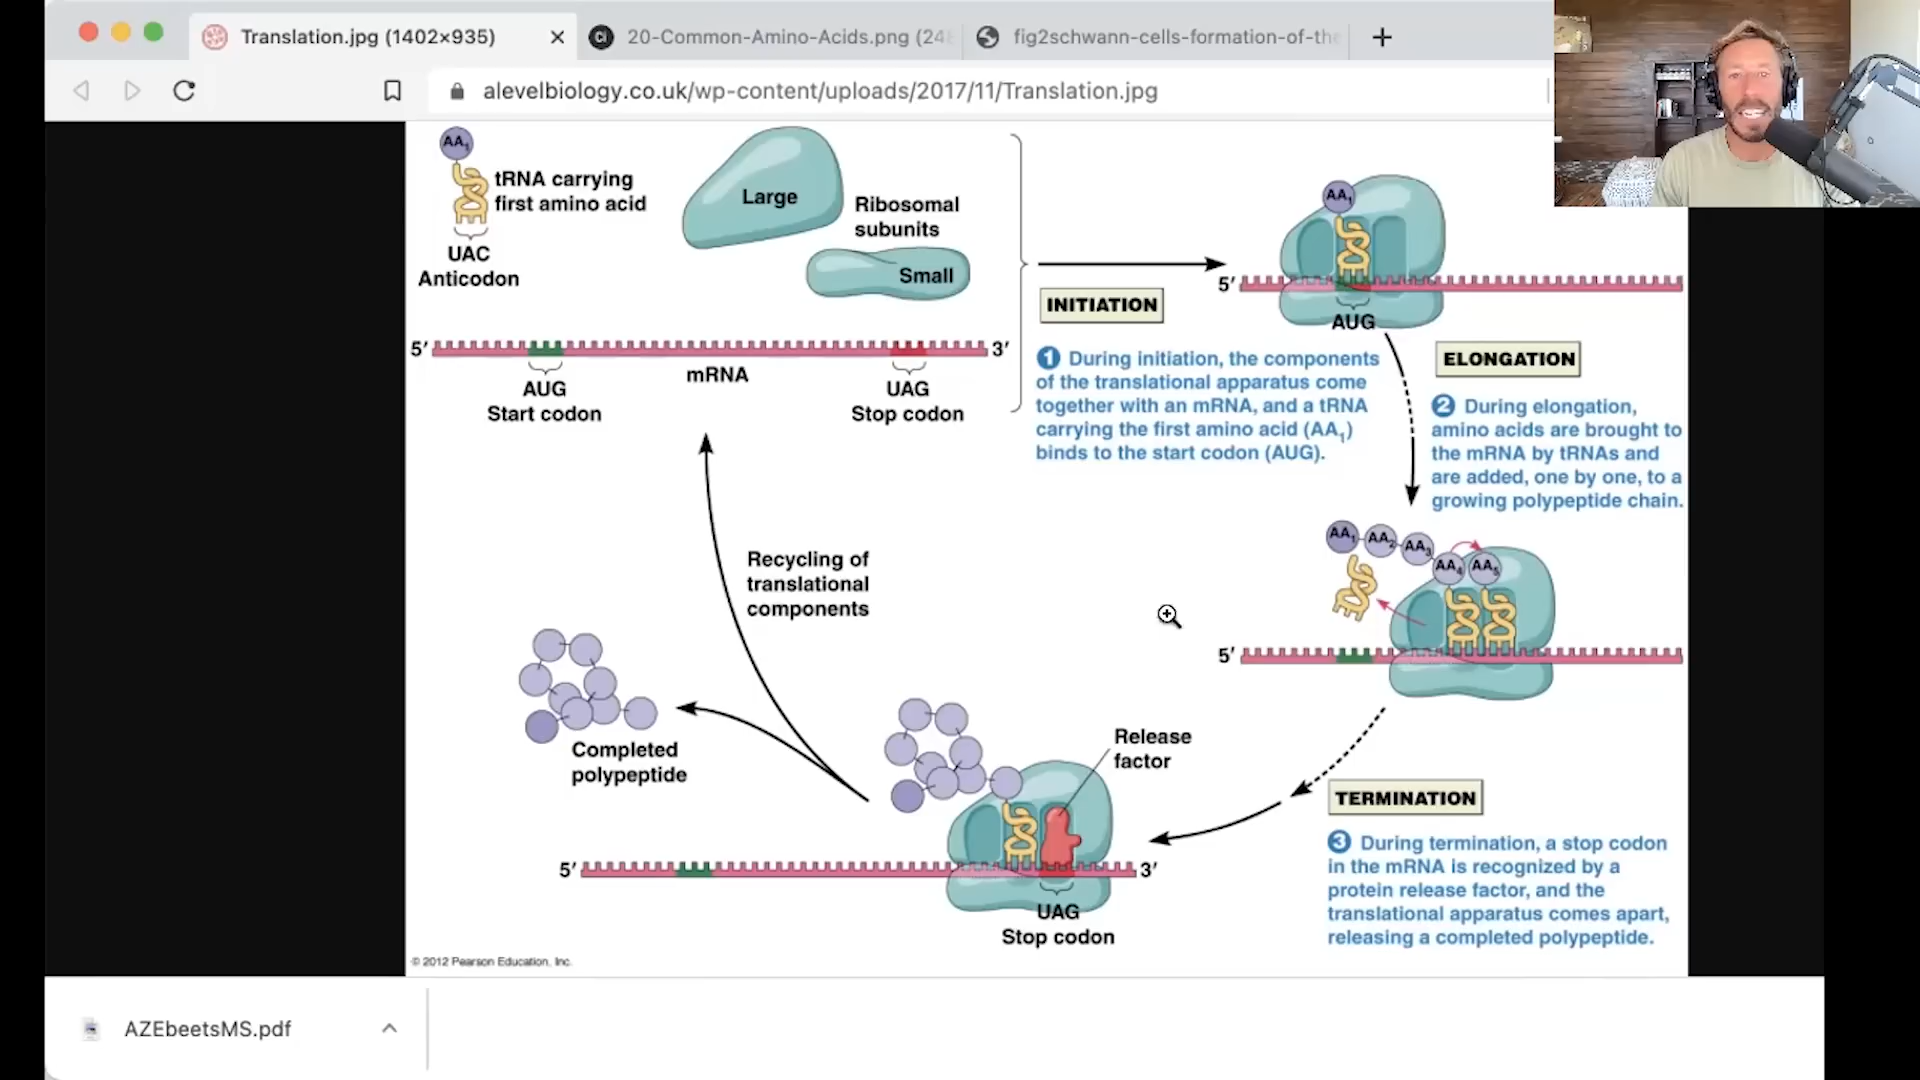 Translation.jpg (1402×935)
20-Common-Amino-Acids.png (248
fig2schwann-cells-formation-of-the
alevelbiology.co.uk/wp-content/uploads/2017/11/Translation.jpg
AA1
tRNA carrying
first amino acid
UAC
Anticodon
Large
Ribosomal
subunits
Small
5′
3′
AUG
Start codon
mRNA
UAG
Stop codon
INITIATION
1 During initiation, the components
of the translational apparatus come
together with an mRNA, and a tRNA
carrying the first amino acid (AA1)
binds to the start codon (AUG).
AA1
5′
AUG
ELONGATION
2 During elongation,
amino acids are brought to
the mRNA by tRNAs and
are added, one by one, to a
growing polypeptide chain.
AA1 AA2 AA3 AA4 AA5
5′
Recycling of
translational
components
Completed
polypeptide
Release
factor
5′
3′
UAG
Stop codon
TERMINATION
3 During termination, a stop codon
in the mRNA is recognized by a
protein release factor, and the
translational apparatus comes apart,
releasing a completed polypeptide.
© 2012 Pearson Education, Inc.
AZEbeetsMS.pdf